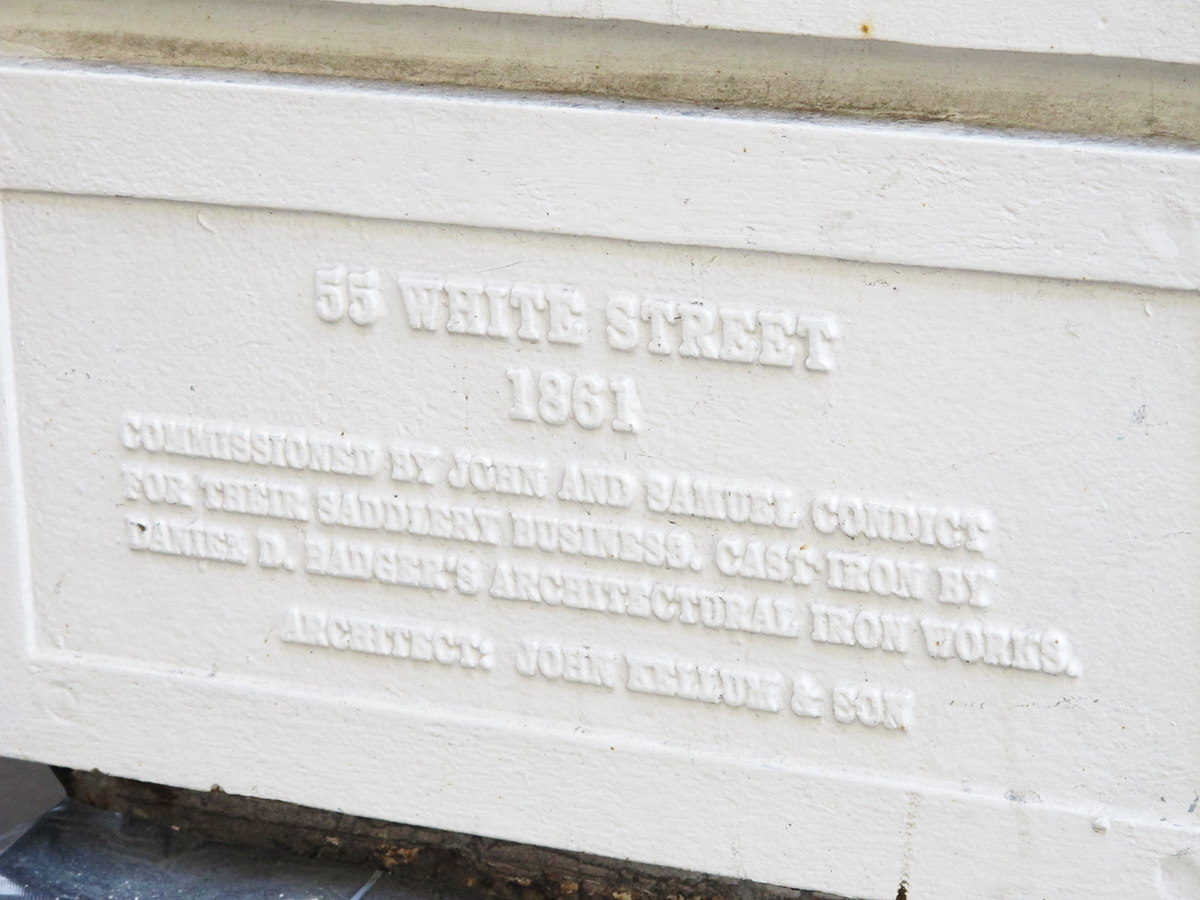 55 WHITE STREET
1861
COMMISSIONED BY JOHN AND SAMUEL CONDICT
FOR THEIR SADDLERY BUSINESS. CAST IRON BY
DANIEL D. BADGER'S ARCHITECTURAL IRON WORKS.
ARCHITECT: JOHN KELLUM & SON